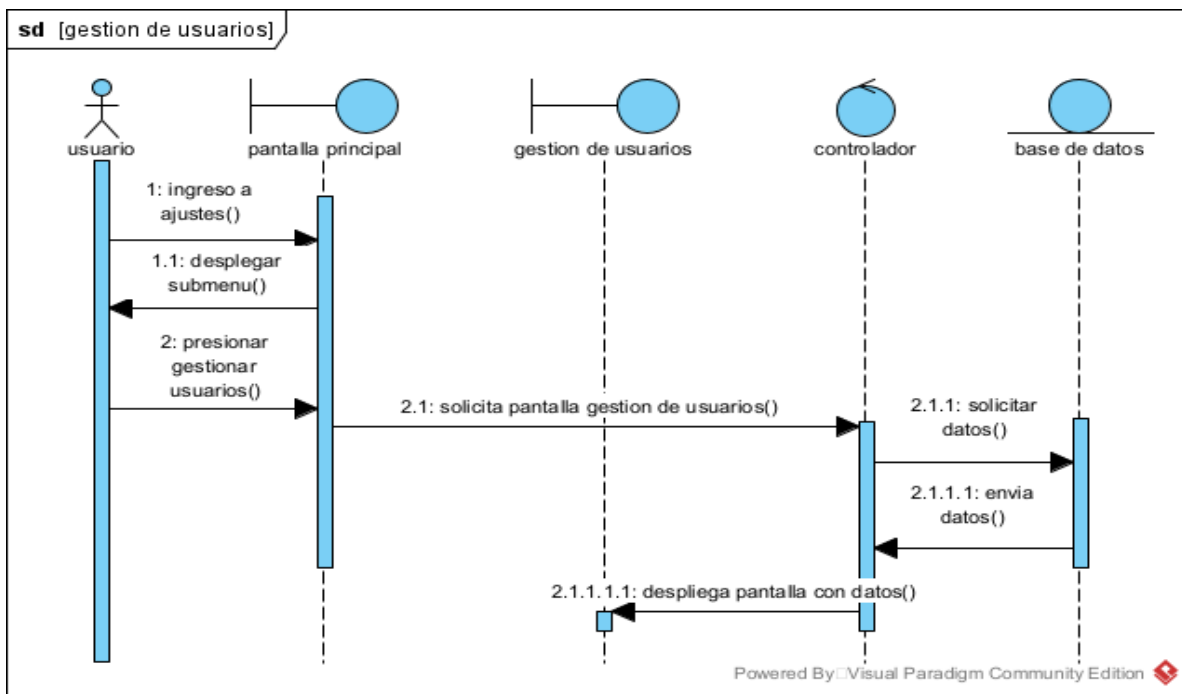 sd [gestion de usuarios]
usuario
pantalla principal
gestion de usuarios
controlador
base de datos
1: ingreso a
ajustes()
1.1: desplegar
submenu()
2: presionar
gestionar
usuarios()
2.1: solicita pantalla gestion de usuarios()
2.1.1: solicitar
datos()
2.1.1.1: envia
datos()
2.1.1.1.1: despliega pantalla con datos()
Powered By Visual Paradigm Community Edition